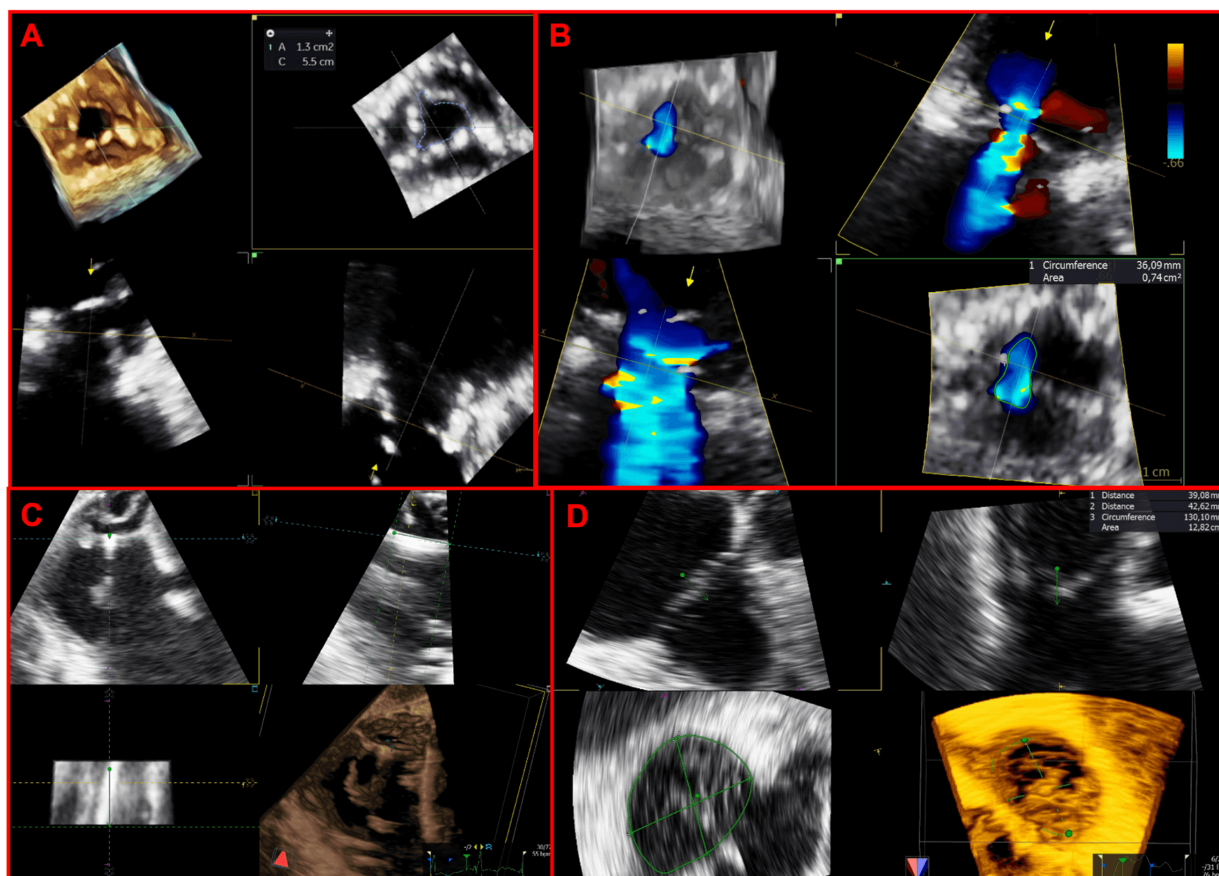 A
1 A 1.3 cm2
C 5.5 cm
B
-.66
1 Circumference 36,09 mm
Area 0,74 cm²
1 cm
C
55 bpm
D
1 Distance 39,08 mm
2 Distance 42,62 mm
3 Circumference 130,10 mm
Area 12,82